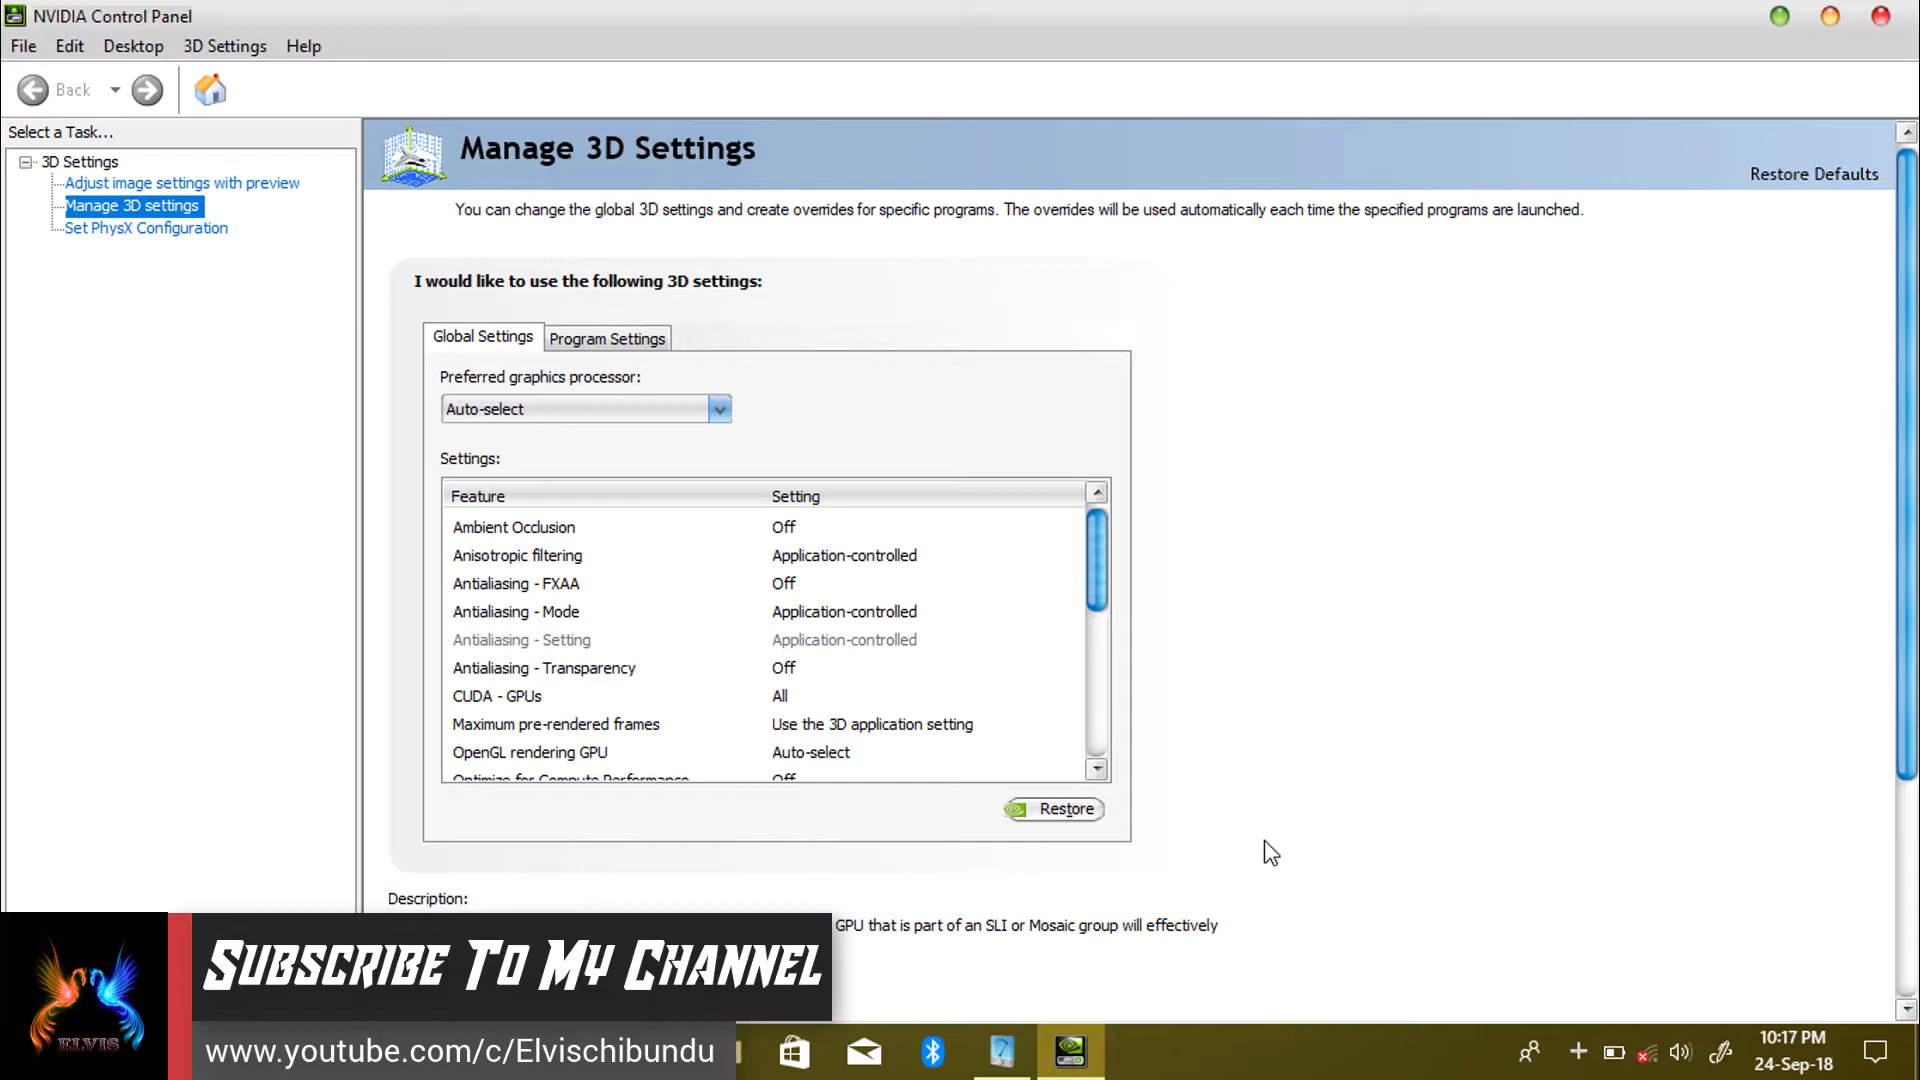 NVIDIA Control Panel
File Edit Desktop 3D Settings Help
Back
Select a Task...
3D Settings
Adjust image settings with preview
Manage 3D settings
Set PhysX Configuration
Manage 3D Settings
Restore Defaults
You can change the global 3D settings and create overrides for specific programs. The overrides will be used automatically each time the specified programs are launched.
I would like to use the following 3D settings:
Global Settings Program Settings
Preferred graphics processor:
Auto-select
Settings:
Feature Setting
Ambient Occlusion Off
Anisotropic filtering Application-controlled
Antialiasing - FXAA Off
Antialiasing - Mode Application-controlled
Antialiasing - Setting Application-controlled
Antialiasing - Transparency Off
CUDA - GPUs All
Maximum pre-rendered frames Use the 3D application setting
OpenGL rendering GPU Auto-select
Optimize for Compute Performance Off
Restore
Description:
GPU that is part of an SLI or Mosaic group will effectively
ELVIS
SUBSCRIBE TO MY CHANNEL
www.youtube.com/c/Elvischibundu
10:17 PM
24-Sep-18